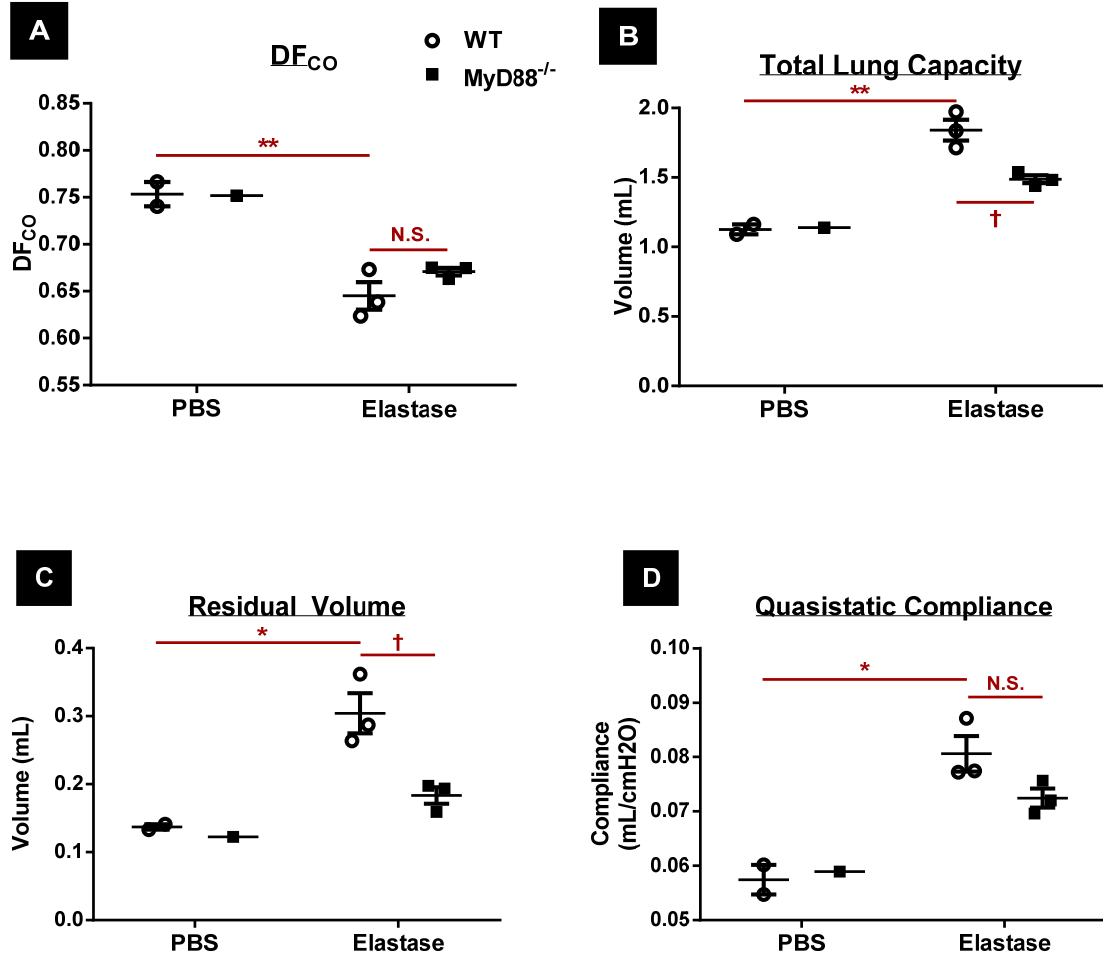 A
DFCO
WT
MyD88-/-
0.85
0.80
0.75
0.70
0.65
0.60
0.55
DFCO
**
N.S.
PBS
Elastase
B
Total Lung Capacity
2.0
1.5
1.0
0.5
0.0
Volume (mL)
**
†
PBS
Elastase
C
Residual Volume
0.4
0.3
0.2
0.1
0.0
Volume (mL)
*
†
PBS
Elastase
D
Quasistatic Compliance
0.10
0.09
0.08
0.07
0.06
0.05
Compliance
(mL/cmH2O)
*
N.S.
PBS
Elastase